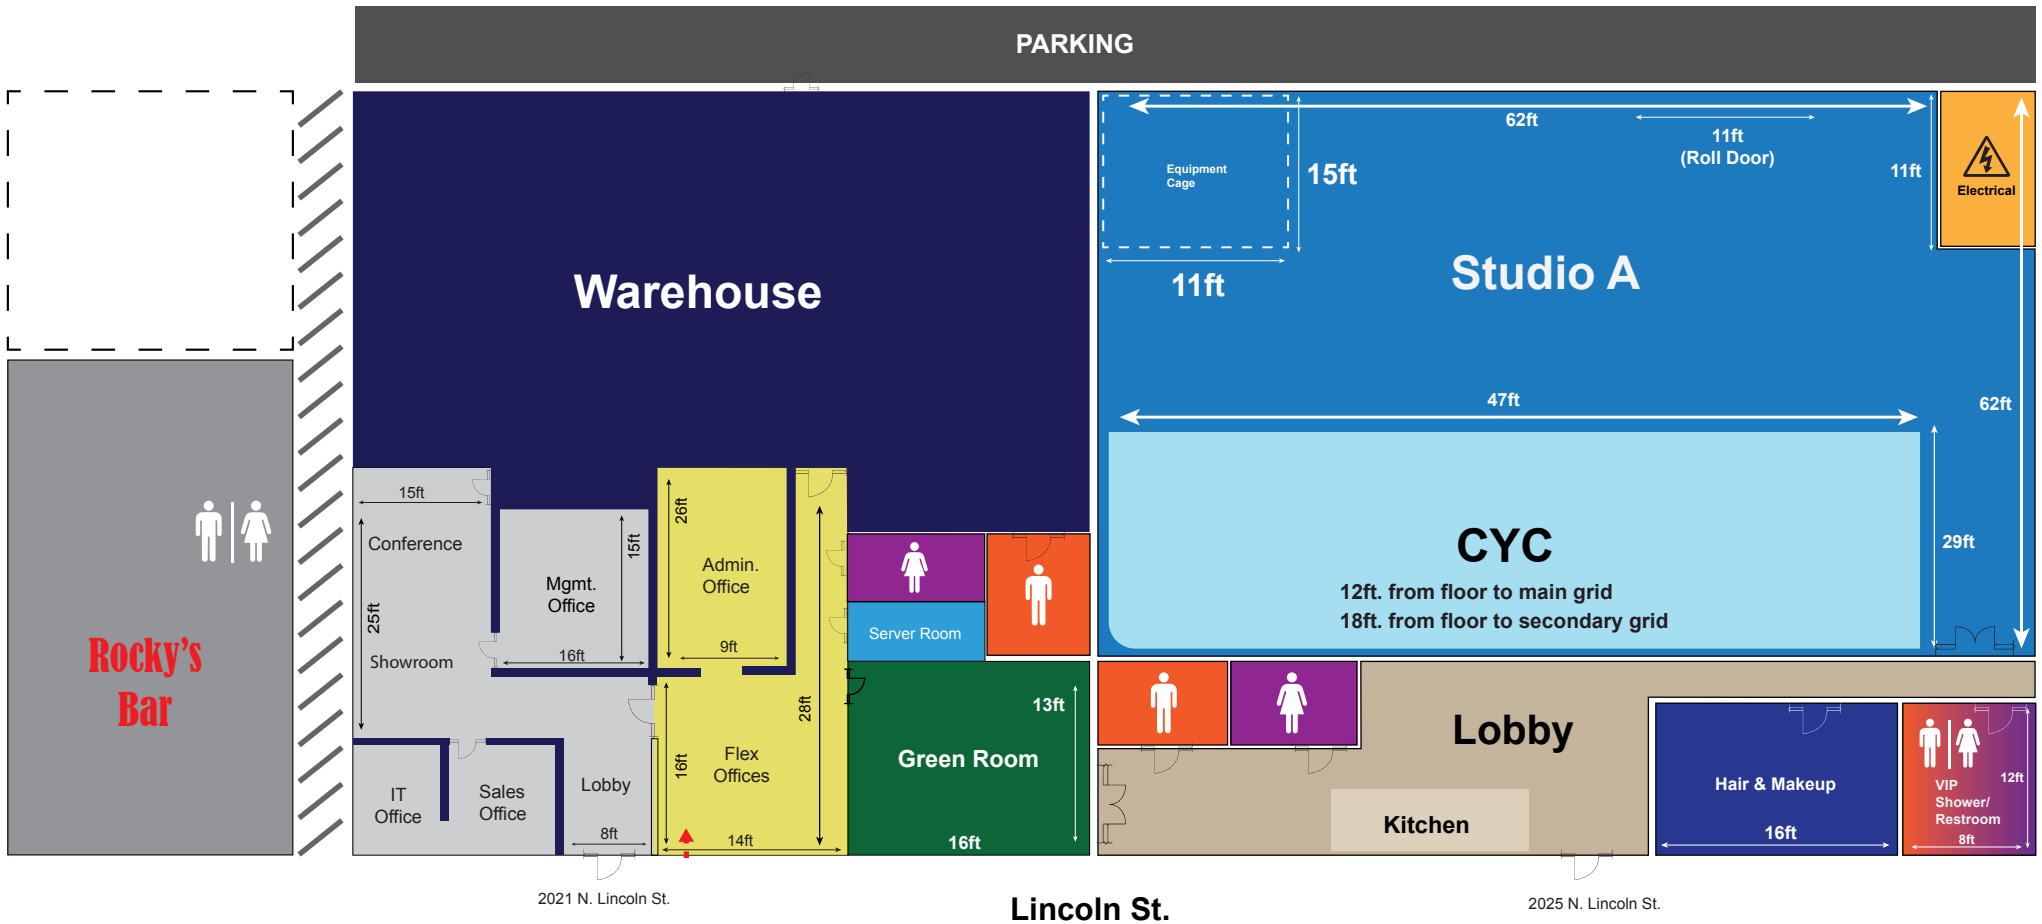 PARKING
62ft
11ft
(Roll Door)
11ft
Electrical
Equipment
Cage
15ft
11ft
Studio A
Warehouse
47ft
62ft
CYC
12ft. from floor to main grid
18ft. from floor to secondary grid
29ft
15ft
Conference
25ft
Showroom
Mgmt.
Office
15ft
16ft
26ft
Admin.
Office
9ft
28ft
Server Room
Rocky's
Bar
IT
Office
Sales
Office
Lobby
8ft
16ft
Flex
Offices
14ft
13ft
Green Room
16ft
Lobby
Kitchen
Hair & Makeup
16ft
VIP
Shower/
Restroom
12ft
8ft
2021 N. Lincoln St.
Lincoln St.
2025 N. Lincoln St.